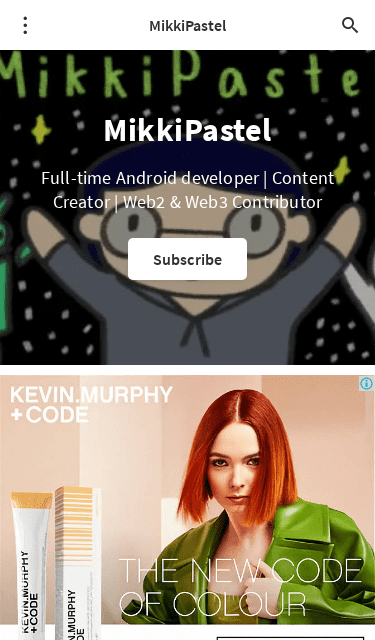 MikkiPastel
MikkiPaste
MikkiPastel
Full-time Android developer | Content
Creator | Web2 & Web3 Contributor
Subscribe
KEVIN.MURPHY
+CODE
THE NEW CODE
OF COLOUR
KEVIN.MURPHY
+CODE
KEVIN.MURPHY
+CODE